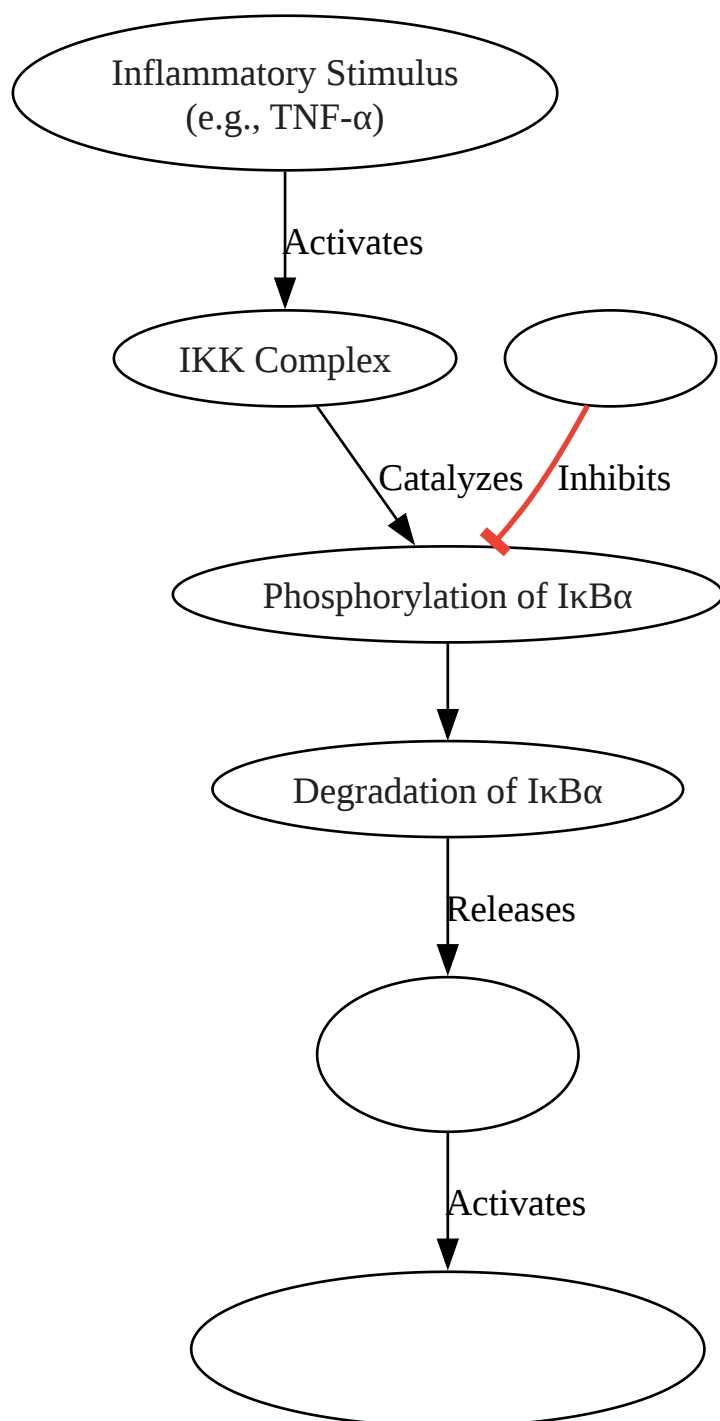 Inflammatory Stimulus
(e.g., TNF-α)
Activates
IKK Complex
Catalyzes
Inhibits
Phosphorylation of IκBα
Degradation of IκBα
Releases
Activates